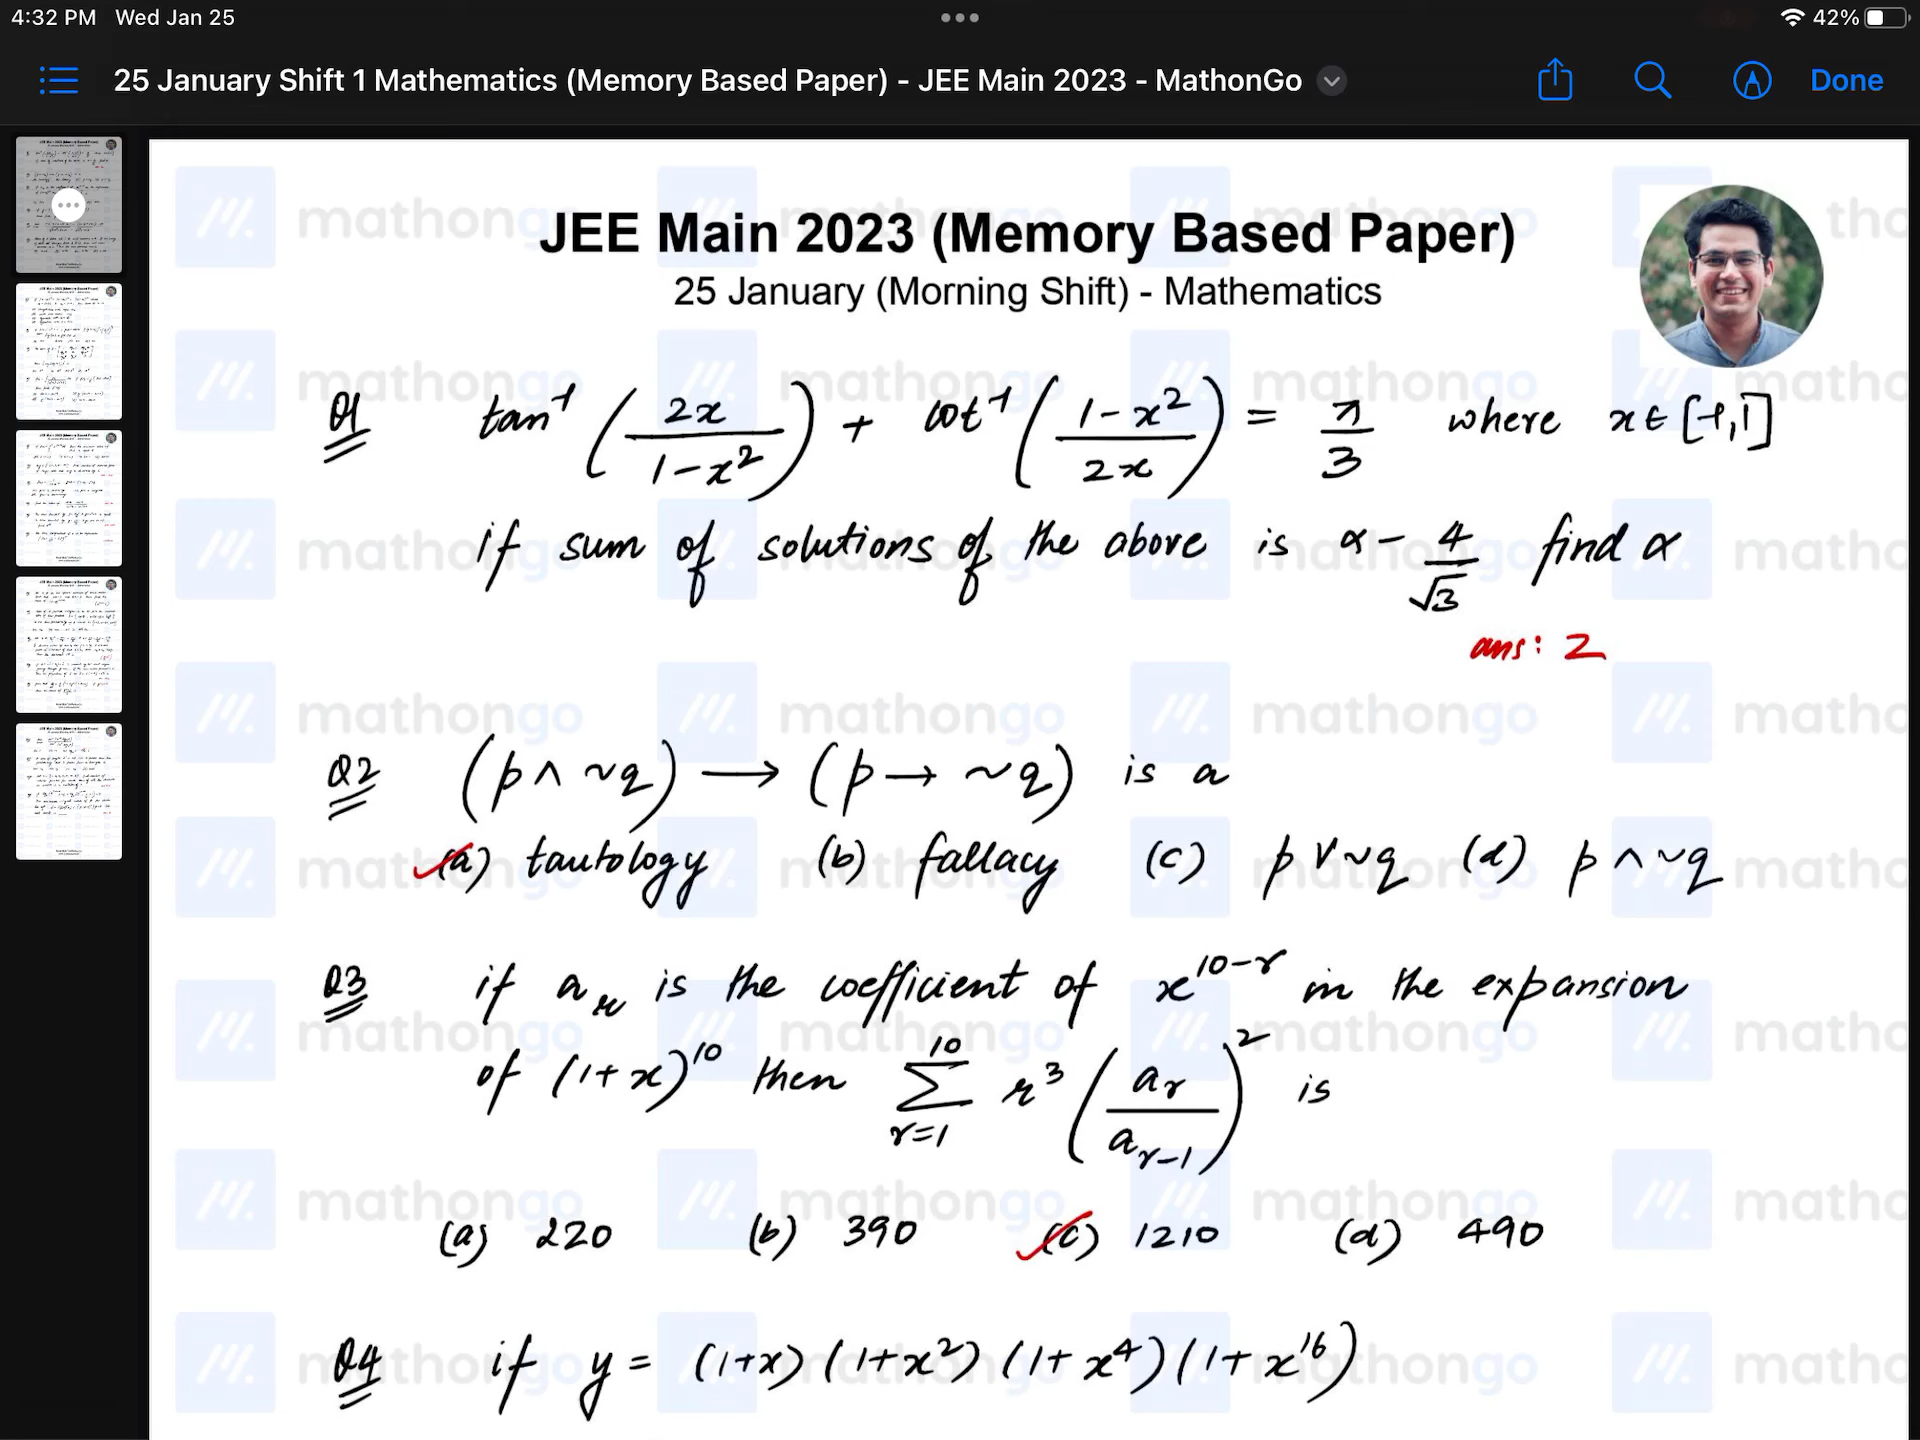 4:32 PM Wed Jan 25
42%
25 January Shift 1 Mathematics (Memory Based Paper) - JEE Main 2023 - MathonGo
Done
JEE Main 2023 (Memory Based Paper)
25 January (Morning Shift) - Mathematics
Q1 tan⁻¹(2x/(1-x²)) + cot⁻¹((1-x²)/2x) = π/3 where x ∈ [-1,1]
if sum of solutions of the above is α - 4/√3 find α
ans: 2
Q2 (p ∧ ~q) → (p → ~q) is a
(a) tautology (b) fallacy (c) p ∨ ~q (d) p ∧ ~q
Q3 if a_r is the coefficient of x^(10-r) in the expansion
of (1+x)^10 then Σ_(r=1)^10 r³(a_r/a_(r-1))² is
(a) 220 (b) 390 (c) 1210 (d) 490
Q4 if y = (1+x)(1+x²)(1+x⁴)(1+x¹⁶)